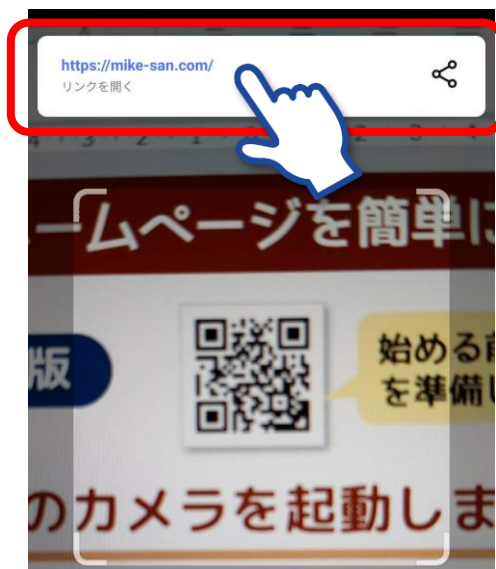 https://mike-san.com/
リンクを開く
ームページを簡単に
版
始める前
を準備し
のカメラを起動しま